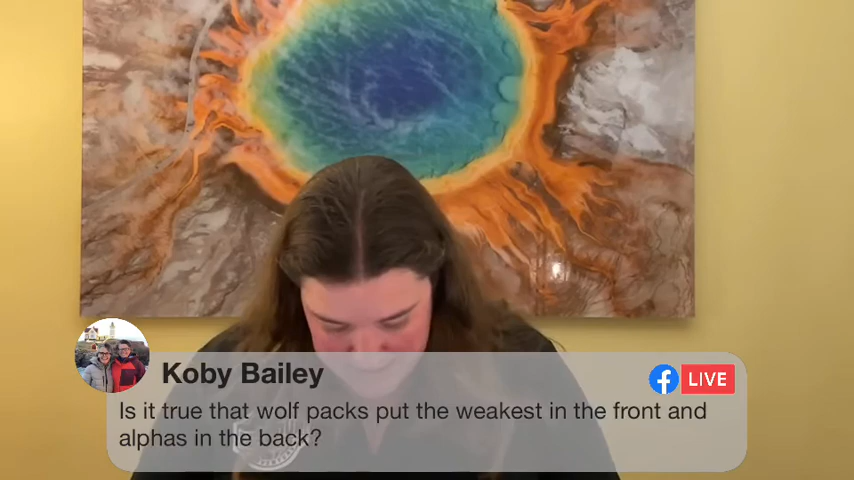 Koby Bailey
LIVE
Is it true that wolf packs put the weakest in the front and
alphas in the back?